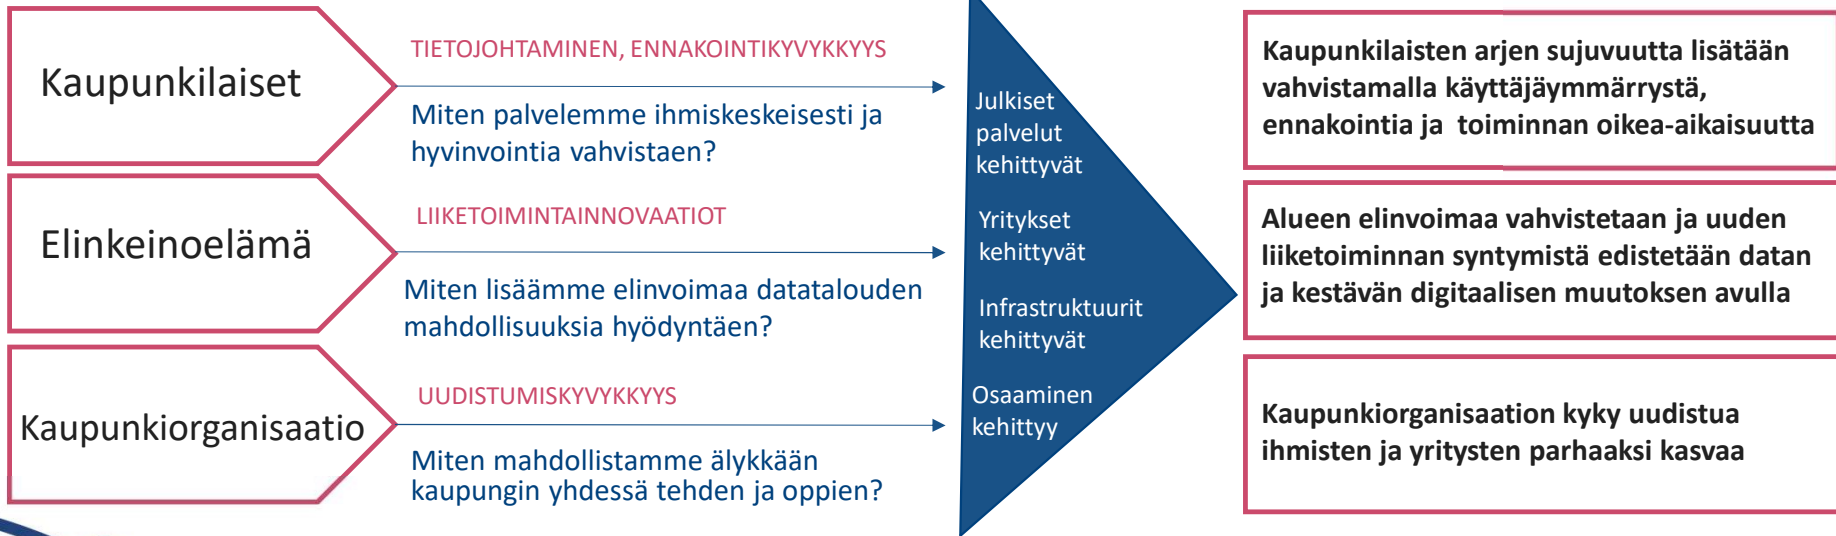 Kaupunkilaiset
TIETOJOHTAMINEN, ENNAKOINTIKYVYKKYYS
Miten palvelemme ihmiskeskeisesti ja
hyvinvointia vahvistaen?
Elinkeinoelämä
LIIKETOIMINTAINNOVAATIOT
Miten lisäämme elinvoimaa datatalouden
mahdollisuuksia hyödyntäen?
Kaupunkiorganisaatio
UUDISTUMISKYVYKKYYS
Miten mahdollistamme älykkään
kaupungin yhdessä tehden ja oppien?
Julkiset
palvelut
kehittyvät
Yritykset
kehittyvät
Infrastruktuurit
kehittyvät
Osaaminen
kehittyy
Kaupunkilaisten arjen sujuvuutta lisätään
vahvistamalla käyttäjäymmärrystä,
ennakointia ja toiminnan oikea-aikaisuutta
Alueen elinvoimaa vahvistetaan ja uuden
liiketoiminnan syntymistä edistetään datan
ja kestävän digitaalisen muutoksen avulla
Kaupunkiorganisaation kyky uudistua
ihmisten ja yritysten parhaaksi kasvaa